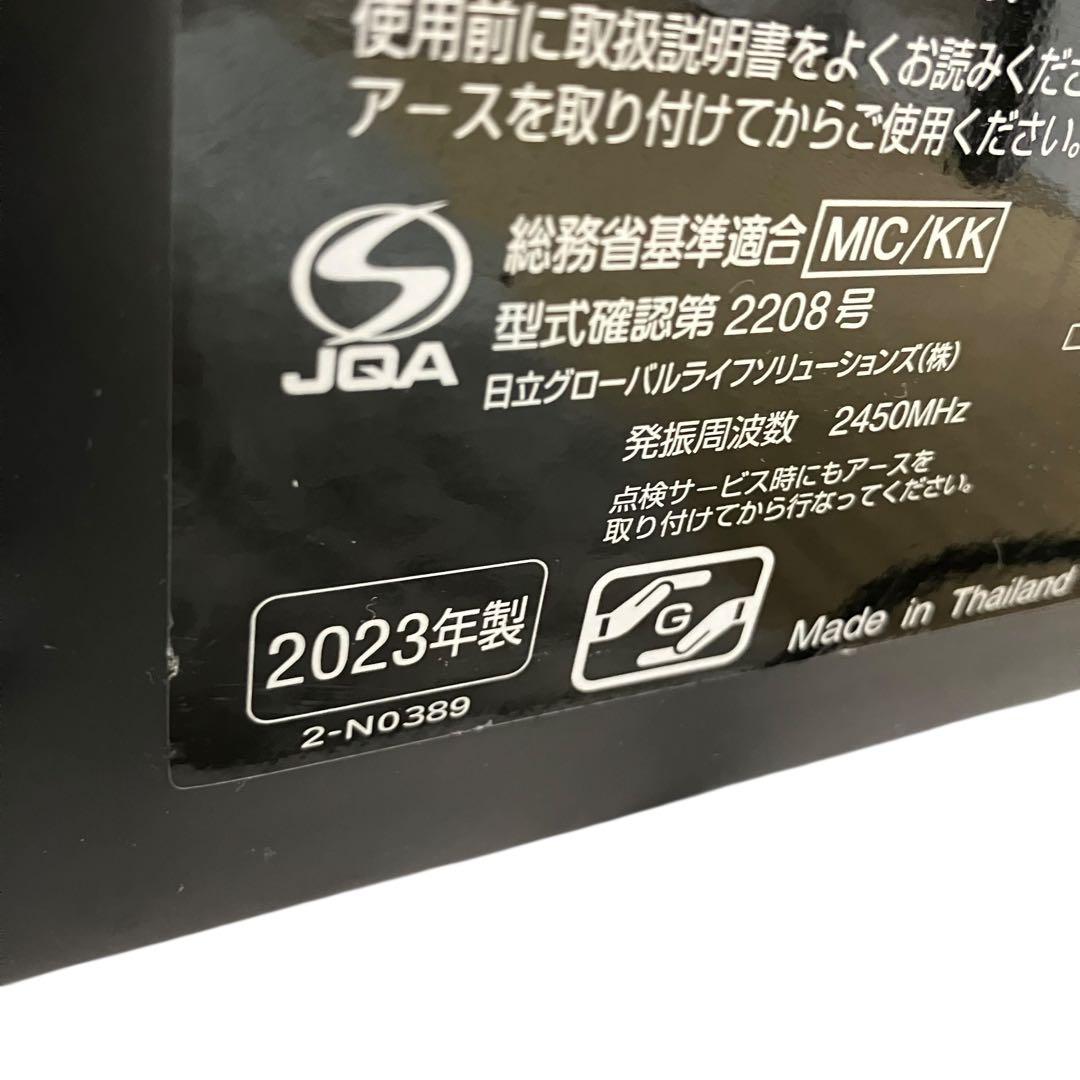 使用前に取扱説明書をよくお読みくださ
アースを取り付けてからご使用ください。
総務省基準適合 MIC/KK
型式確認第2208号
JQA
日立グローバルライフソリューションズ(株)
発振周波数 2450MHz
点検サービス時にもアースを
取り付けてから行なってください。
2023年製
G
Made in Thailand
2-N0389